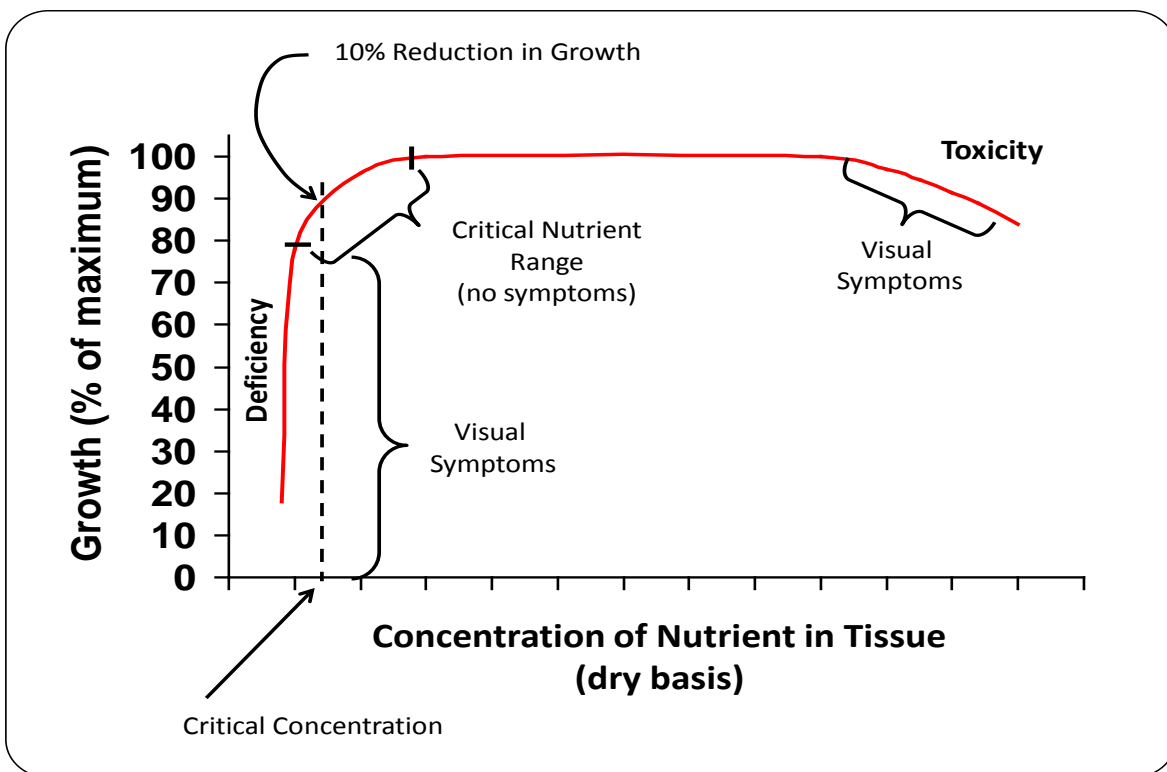 10% Reduction in Growth
Toxicity
Growth (% of maximum)
100
90
80
70
60
50
40
30
20
10
0
Deficiency
Critical Nutrient
Range
(no symptoms)
Visual
Symptoms
Visual
Symptoms
Concentration of Nutrient in Tissue
(dry basis)
Critical Concentration